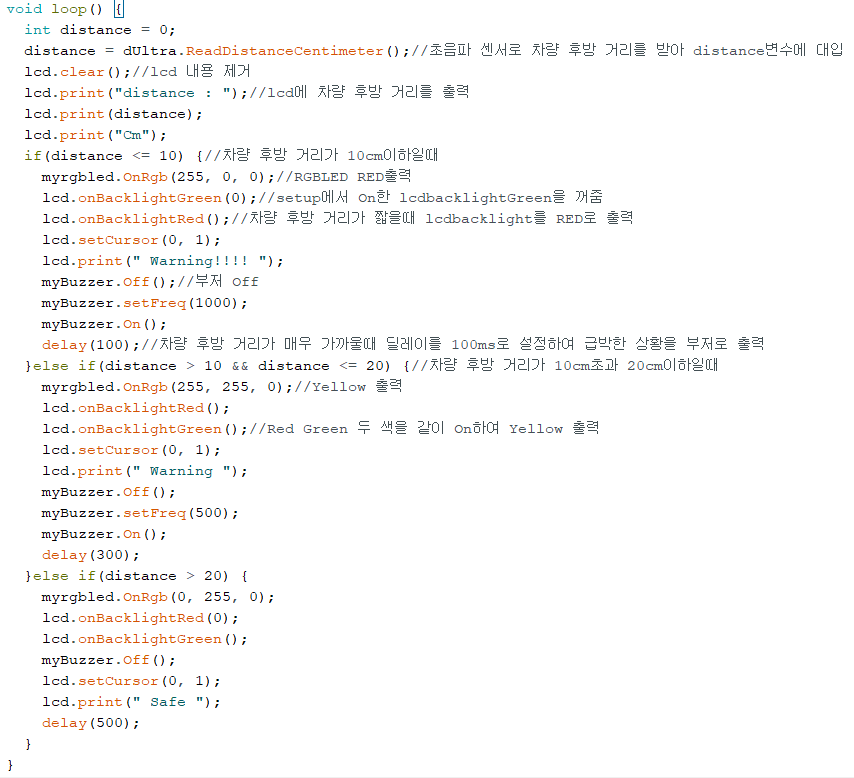 void loop() {
  int distance = 0;
  distance = dUltra.ReadDistanceCentimeter();//초음파 센서로 차량 후방 거리를 받아 distance변수에 대입
  lcd.clear();//lcd 내용 제거
  lcd.print("distance : ");//lcd에 차량 후방 거리를 출력
  lcd.print(distance);
  lcd.print("Cm");
  if(distance <= 10) {//차량 후방 거리가 10cm이하일때
    myrgbled.OnRgb(255, 0, 0);//RGBLED RED출력
    lcd.onBacklightGreen(0);//setup에서 On한 lcdbacklightGreen을 꺼줌
    lcd.onBacklightRed();//차량 후방 거리가 짧을때 lcdbacklight를 RED로 출력
    lcd.setCursor(0, 1);
    lcd.print(" Warning!!!! ");
    myBuzzer.Off();//부저 Off
    myBuzzer.setFreq(1000);
    myBuzzer.On();
    delay(100);//차량 후방 거리가 매우 가까울때 딜레이를 100ms로 설정하여 급박한 상황을 부저로 출력
  }else if(distance > 10 && distance <= 20) {//차량 후방 거리가 10cm초과 20cm이하일때
    myrgbled.OnRgb(255, 255, 0);//Yellow 출력
    lcd.onBacklightRed();
    lcd.onBacklightGreen();//Red Green 두 색을 같이 On하여 Yellow 출력
    lcd.setCursor(0, 1);
    lcd.print(" Warning ");
    myBuzzer.Off();
    myBuzzer.setFreq(500);
    myBuzzer.On();
    delay(300);
  }else if(distance > 20) {
    myrgbled.OnRgb(0, 255, 0);
    lcd.onBacklightRed(0);
    lcd.onBacklightGreen();
    myBuzzer.Off();
    lcd.setCursor(0, 1);
    lcd.print(" Safe ");
    delay(500);
  }
}